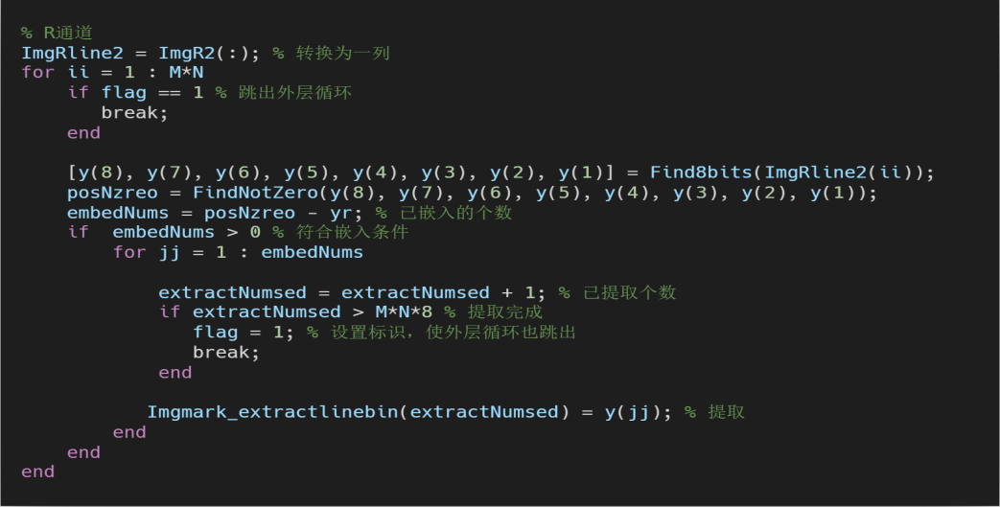 % R通道
ImgRline2 = ImgR2(:); % 转换为一列
for ii = 1 : M*N
    if flag == 1 % 跳出外层循环
       break;
    end

    [y(8), y(7), y(6), y(5), y(4), y(3), y(2), y(1)] = Find8bits(ImgRline2(ii));
    posNzreo = FindNotZero(y(8), y(7), y(6), y(5), y(4), y(3), y(2), y(1));
    embedNums = posNzreo - yr; % 已嵌入的个数
    if  embedNums > 0 % 符合嵌入条件
        for jj = 1 : embedNums

            extractNumsed = extractNumsed + 1; % 已提取个数
            if extractNumsed > M*N*8 % 提取完成
               flag = 1; % 设置标识，使外层循环也跳出
               break;
            end

           Imgmark_extractlinebin(extractNumsed) = y(jj); % 提取
        end
    end
end